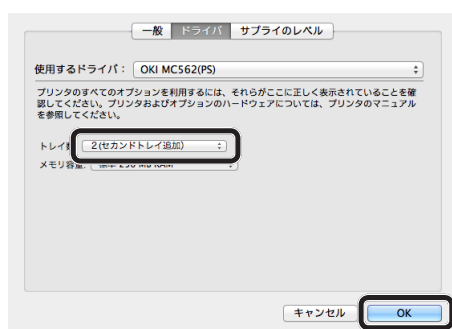 一般 ドライバ サプライのレベル
使用するドライバ： OKI MC562(PS)
プリンタのすべてのオプションを利用するには、それらがここに正しく表示されていることを確
認してください。プリンタおよびオプションのハードウェアについては、プリンタのマニュアル
を参照してください。
トレイ 2(セカンドトレイ追加)
メモリ容量:
キャンセル OK